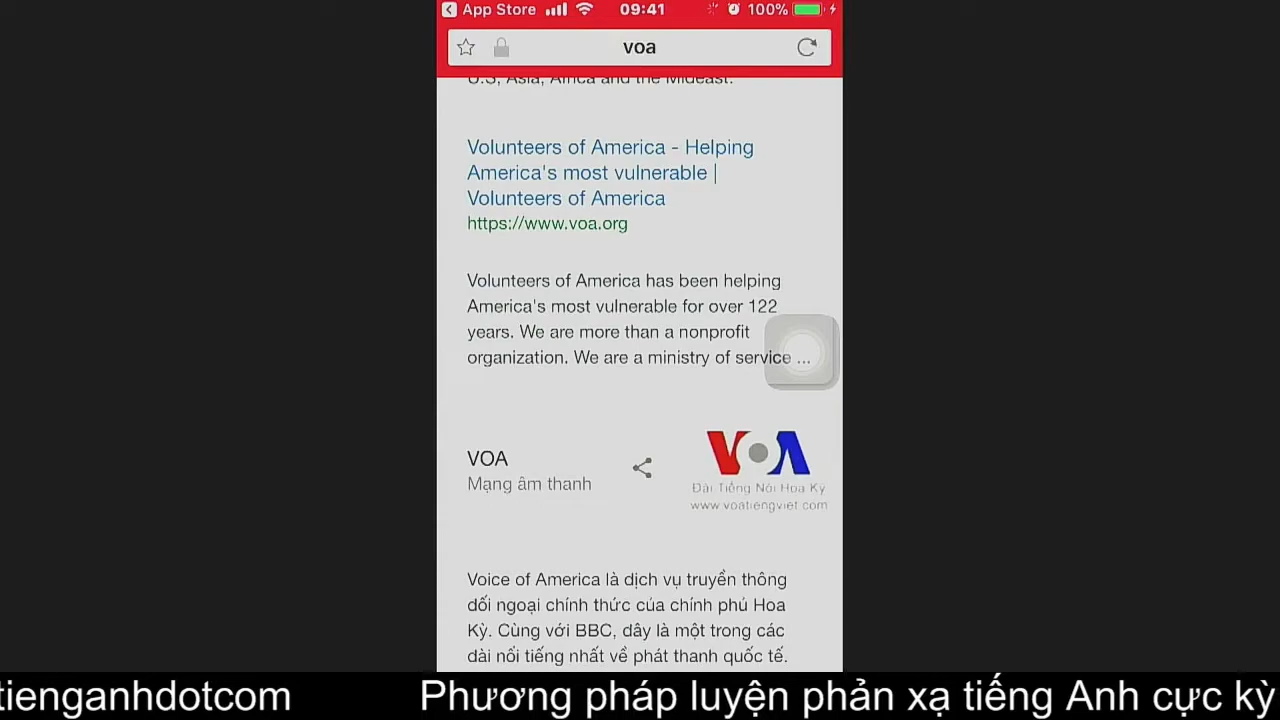 App Store 09:41 100%
voa
U.S, Asia, Africa and the Mideast.
Volunteers of America - Helping
America's most vulnerable |
Volunteers of America
https://www.voa.org
Volunteers of America has been helping
America's most vulnerable for over 122
years. We are more than a nonprofit
organization. We are a ministry of service ...
VOA
Mạng âm thanh
VOA
Đài Tiếng Nói Hoa Kỳ
www.voatiengviet.com
Voice of America là dịch vụ truyền thông
đối ngoại chính thức của chính phủ Hoa
Kỳ. Cùng với BBC, đây là một trong các
đài nổi tiếng nhất về phát thanh quốc tế.
tienganhdotcom Phương pháp luyện phản xạ tiếng Anh cực kỳ